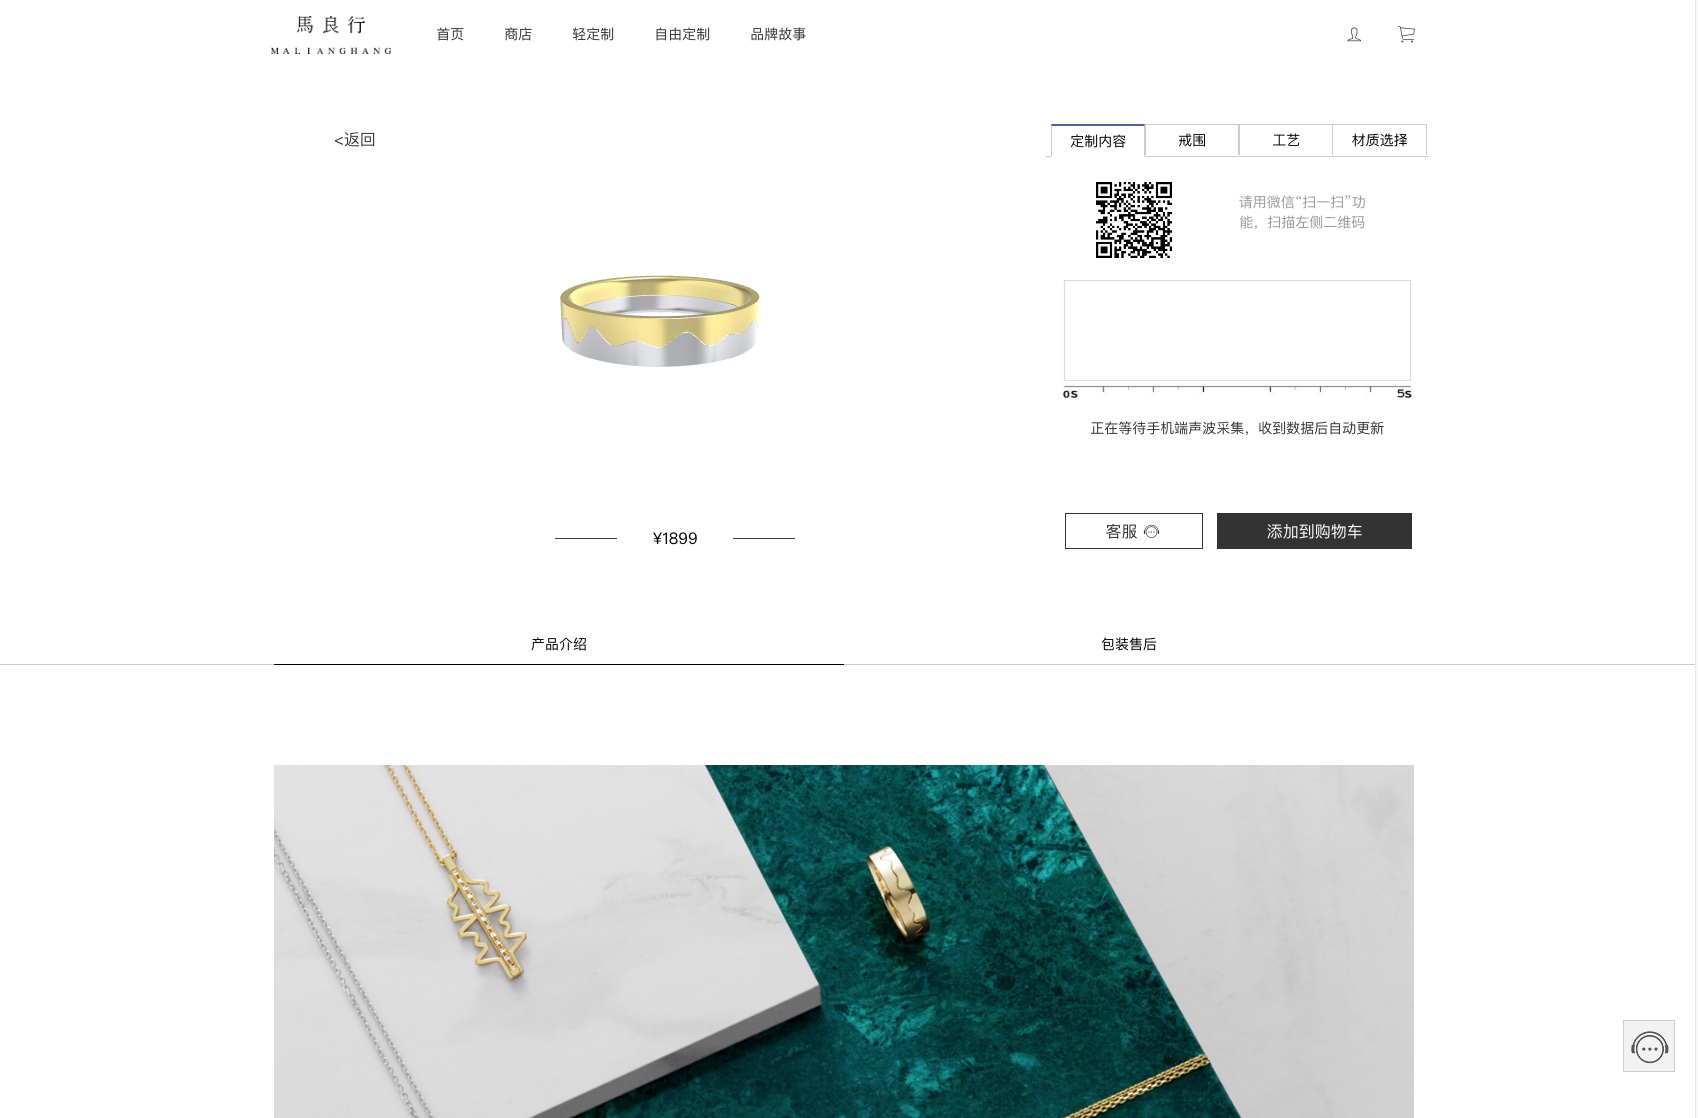 馬良行
MALIANGHANG
首页
商店
轻定制
自由定制
品牌故事
<返回
定制内容
戒围
工艺
材质选择
请用微信“扫一扫”功
能，扫描左侧二维码
0S
5S
正在等待手机端声波采集，收到数据后自动更新
¥1899
客服
添加到购物车
产品介绍
包装售后